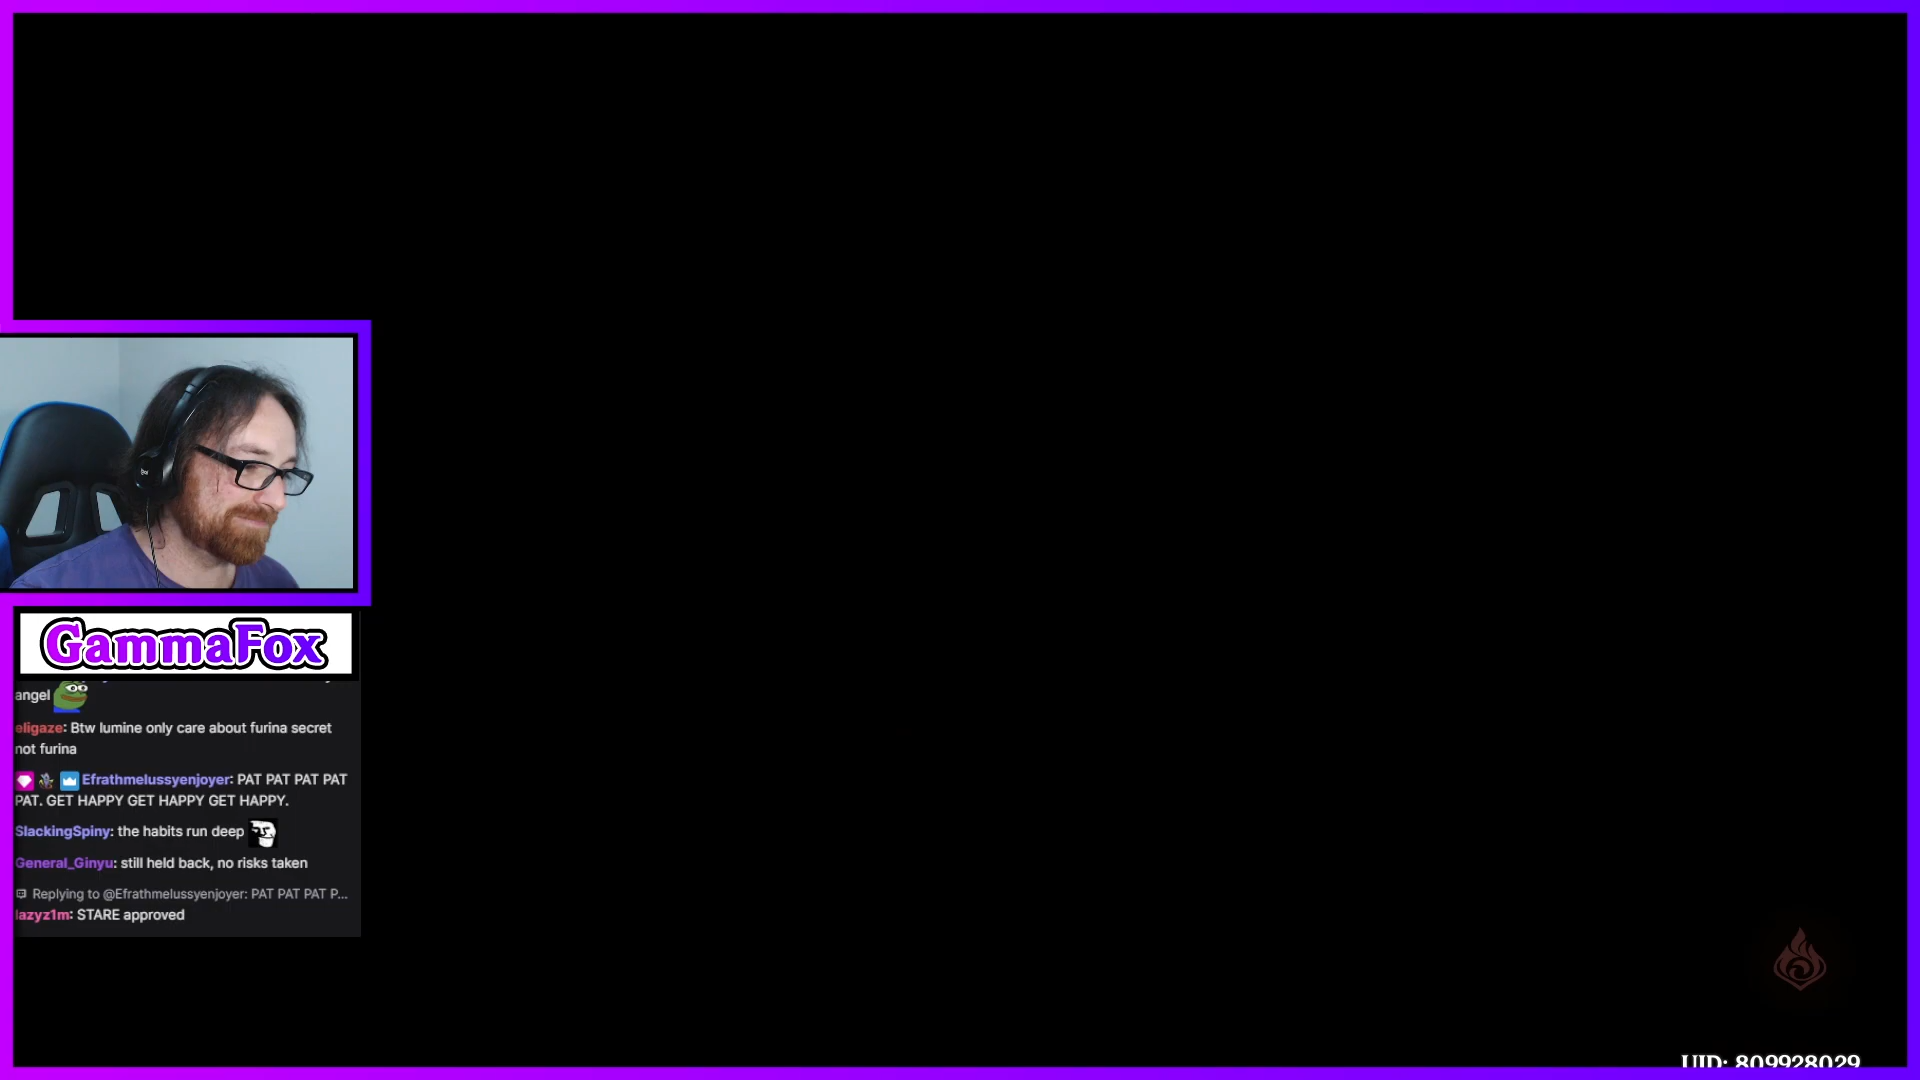 GammaFox
angel
eligaze: Btw lumine only care about furina secret
not furina
Efrathmelussyenjoyer: PAT PAT PAT PAT
PAT. GET HAPPY GET HAPPY GET HAPPY.
SlackingSpiny: the habits run deep
General_Ginyu: still held back, no risks taken
Replying to @Efrathmelussyenjoyer: PAT PAT PAT P...
lazyz1m: STARE approved
UID: 809928029